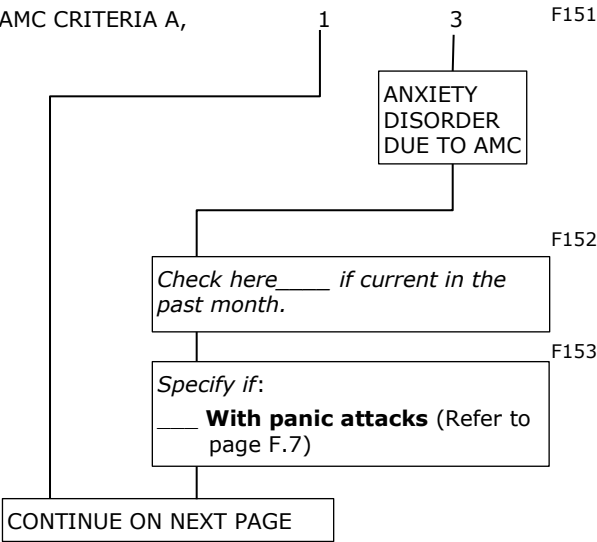 AMC CRITERIA A, 1 3 F151
ANXIETY
DISORDER
DUE TO AMC
F152
Check here____ if current in the
past month.
F153
Specify if:
___ With panic attacks (Refer to
page F.7)
CONTINUE ON NEXT PAGE